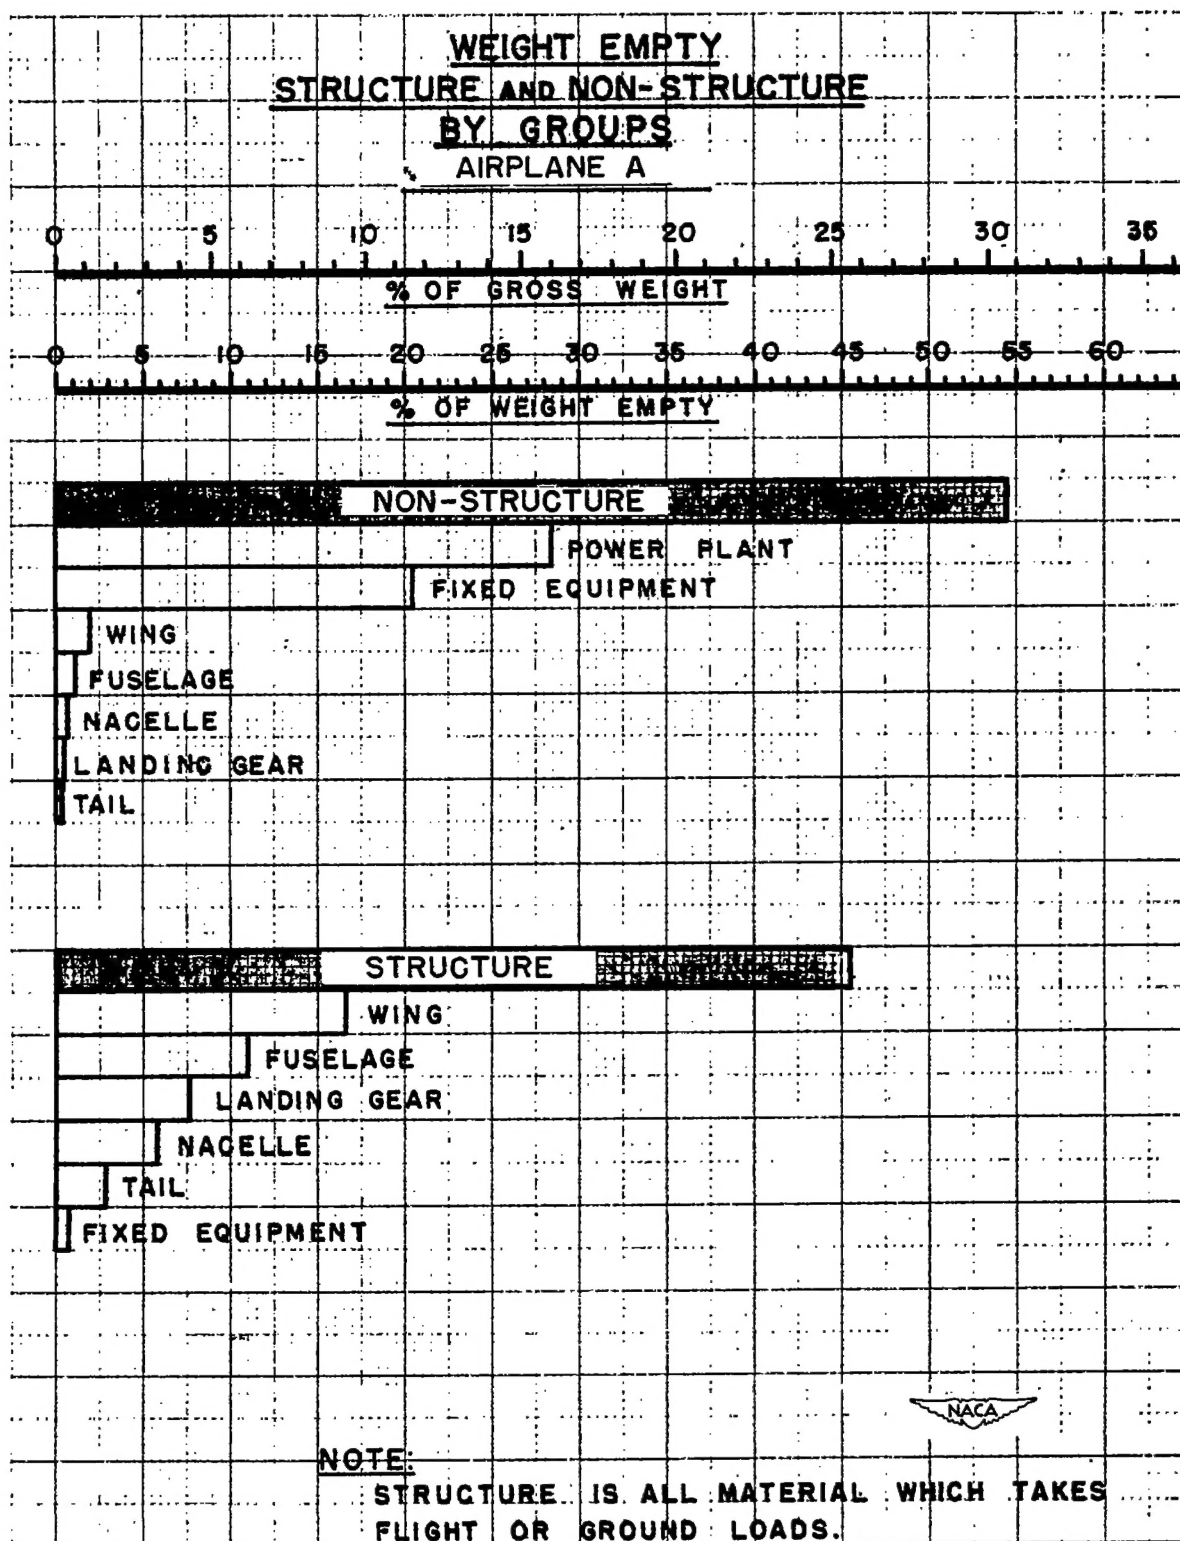 WEIGHT EMPTY
STRUCTURE AND NON-STRUCTURE
BY GROUPS
AIRPLANE A
0 5 10 15 20 25 30 35
% OF GROSS WEIGHT
0 5 10 15 20 25 30 35 40 45 50 55 60
% OF WEIGHT EMPTY
NON-STRUCTURE
POWER PLANT
FIXED EQUIPMENT
WING
FUSELAGE
NACELLE
LANDING GEAR
TAIL
STRUCTURE
WING
FUSELAGE
LANDING GEAR
NACELLE
TAIL
FIXED EQUIPMENT
NACA
NOTE:
STRUCTURE IS ALL MATERIAL WHICH TAKES
FLIGHT OR GROUND LOADS.